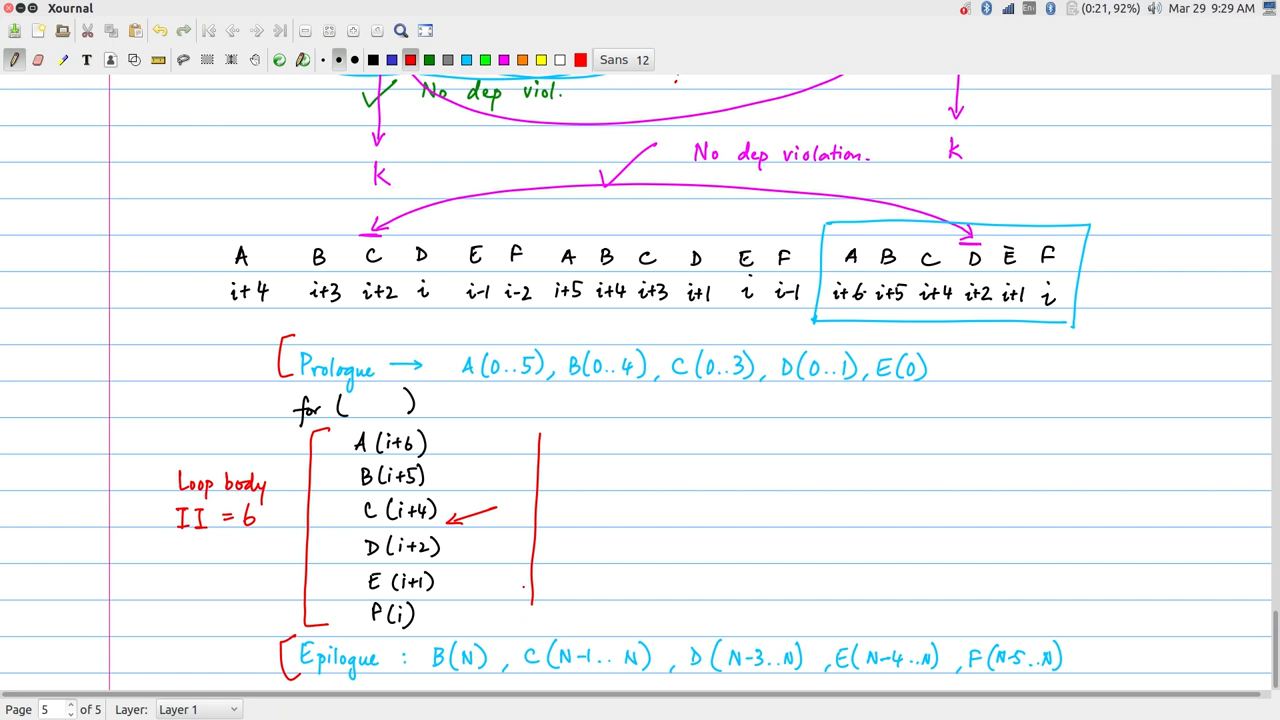 Xournal
(0:21, 92%) Mar 29 9:29 AM
Sans 12
No dep viol.
No dep violation.
k
k
A B C D E F A B C D E F A B C D E F
i+4 i+3 i+2 i i-1 i-2 i+5 i+4 i+3 i+1 i i-1 i+6 i+5 i+4 i+2 i+1 i
Prologue → A(0..5), B(0..4), C(0..3), D(0..1), E(0)
for ( )
A(i+6)
B(i+5)
Loop body
C(i+4)
II = 6
D(i+2)
E(i+1)
F(i)
Epilogue : B(N), C(N-1..N), D(N-3..N), E(N-4..N), F(N-5..N)
Page 5 of 5 Layer: Layer 1